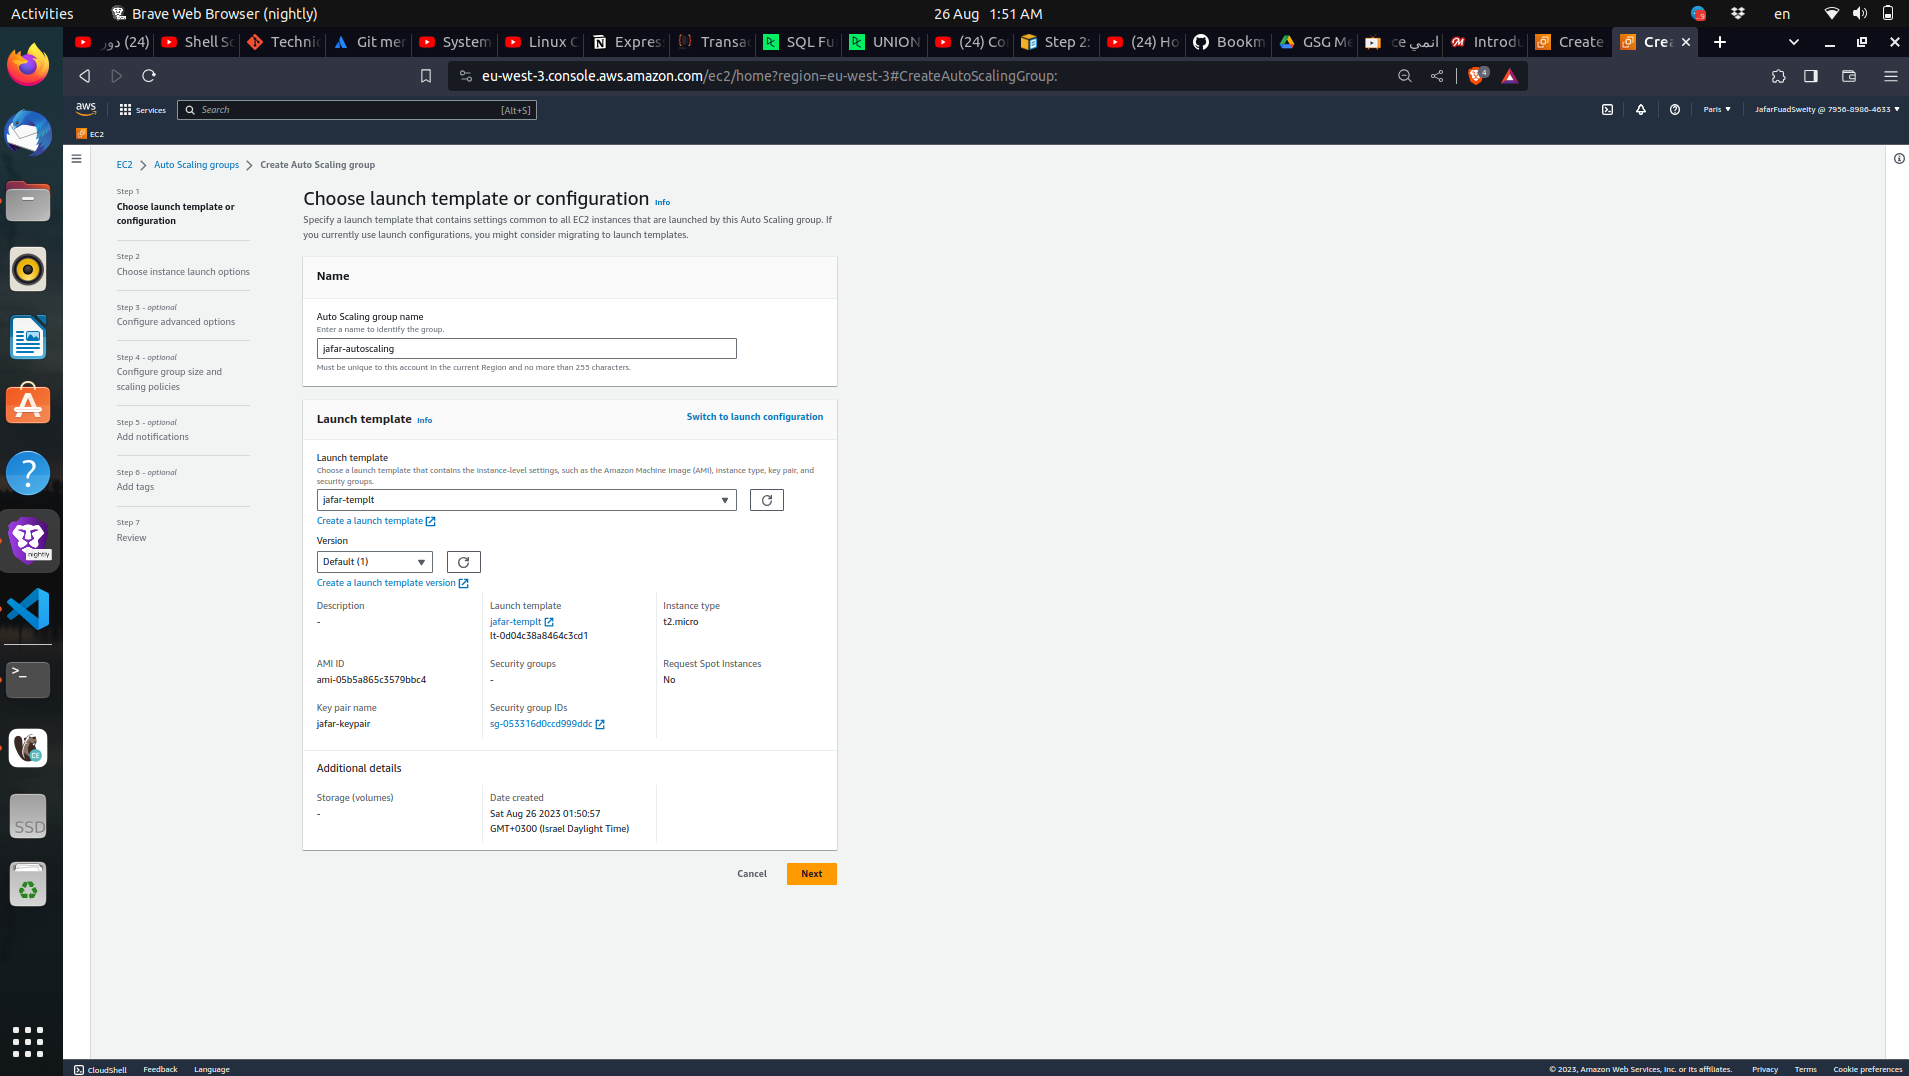 Activities
Brave Web Browser (nightly)
26 Aug 1:51 AM
en
(24) دور
Shell Sc
Technic
Git mer
System
Linux C
Expres
Transac
SQL Fu
UNION
(24) Co
Step 2:
(24) Ho
Bookm
GSG Me
انمي ce
Introdu
Create
Crea
eu-west-3.console.aws.amazon.com/ec2/home?region=eu-west-3#CreateAutoScalingGroup:
4
aws
Services
Search
[Alt+S]
Paris
JafarFuadSweity @ 7956-8986-4633
EC2
EC2
Auto Scaling groups
Create Auto Scaling group
Step 1
Choose launch template or
configuration
Step 2
Choose instance launch options
Step 3 - optional
Configure advanced options
Step 4 - optional
Configure group size and
scaling policies
Step 5 - optional
Add notifications
Step 6 - optional
Add tags
Step 7
Review
Choose launch template or configuration Info
Specify a launch template that contains settings common to all EC2 instances that are launched by this Auto Scaling group. If
you currently use launch configurations, you might consider migrating to launch templates.
Name
Auto Scaling group name
Enter a name to identify the group.
jafar-autoscaling
Must be unique to this account in the current Region and no more than 255 characters.
Launch template Info
Switch to launch configuration
Launch template
Choose a launch template that contains the instance-level settings, such as the Amazon Machine Image (AMI), instance type, key pair, and
security groups.
jafar-templt
Create a launch template
Version
Default (1)
Create a launch template version
Description
-
Launch template
jafar-templt
lt-0d04c38a8464c3cd1
Instance type
t2.micro
AMI ID
ami-05b5a865c3579bbc4
Security groups
-
Request Spot Instances
No
Key pair name
jafar-keypair
Security group IDs
sg-053316d0ccd999ddc
Additional details
Storage (volumes)
-
Date created
Sat Aug 26 2023 01:50:57
GMT+0300 (Israel Daylight Time)
Cancel
Next
nightly
SSD
CloudShell
Feedback
Language
© 2023, Amazon Web Services, Inc. or its affiliates.
Privacy
Terms
Cookie preferences